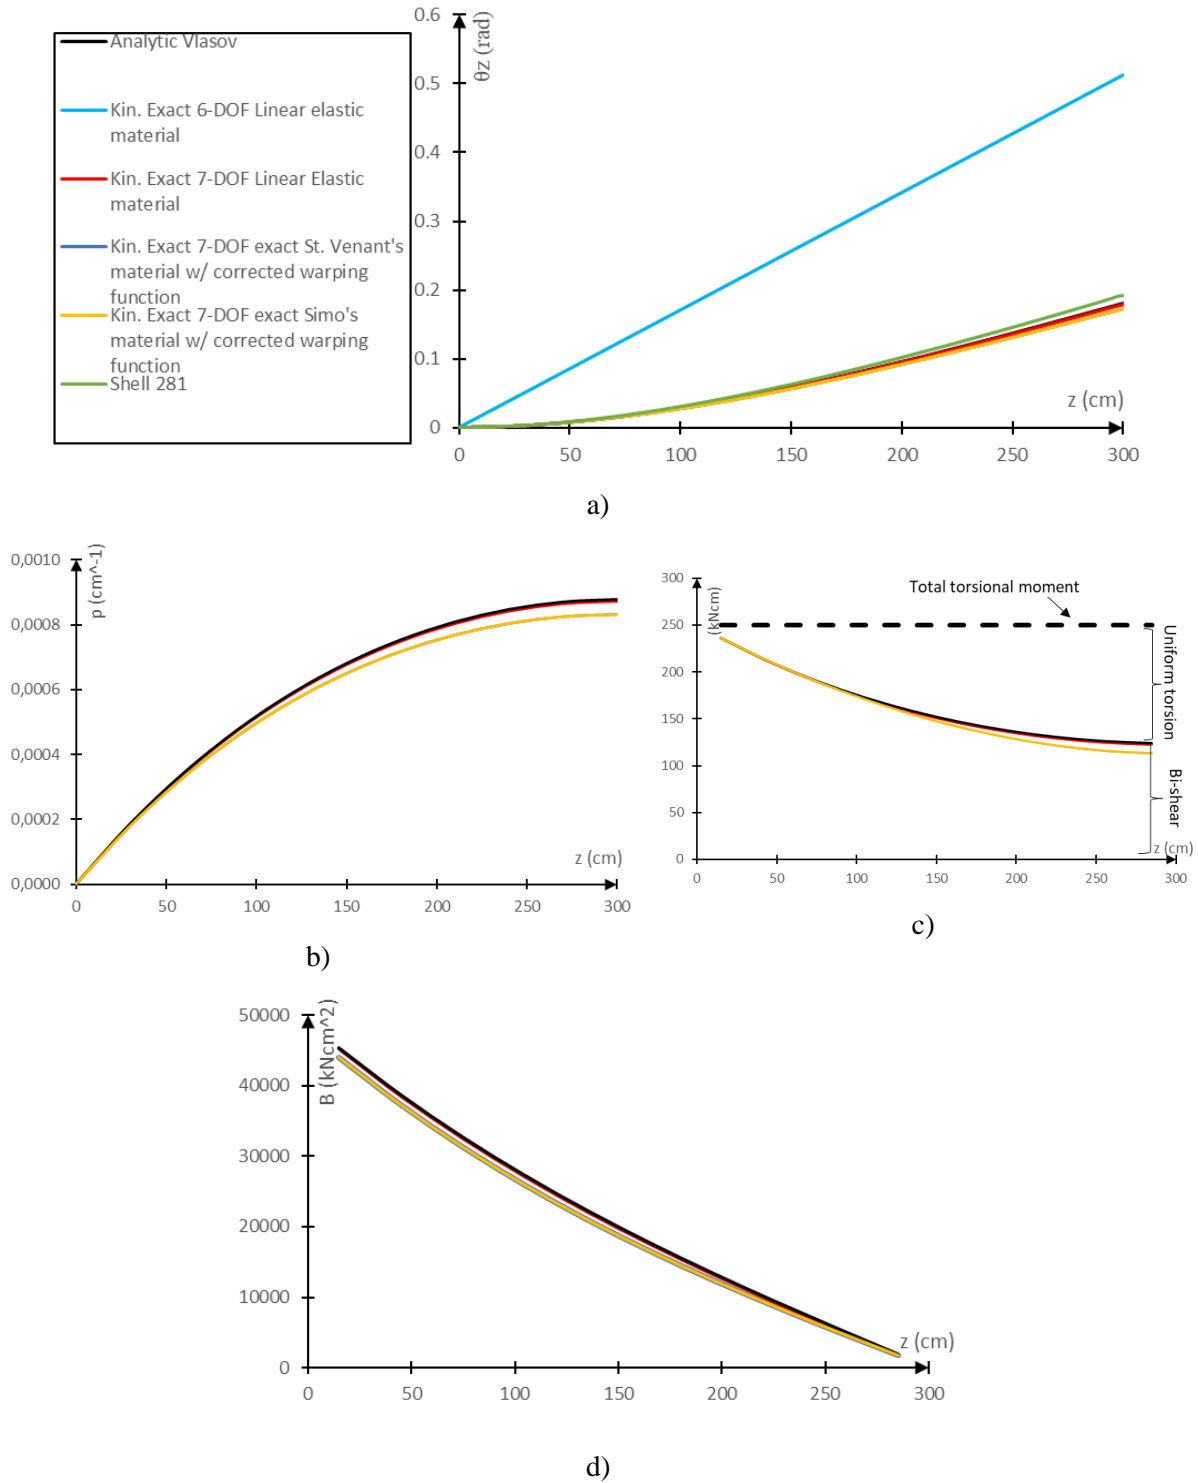 Analytic Vlasov
Kin. Exact 6-DOF Linear elastic
material
Kin. Exact 7-DOF Linear Elastic
material
Kin. Exact 7-DOF exact St. Venant's
material w/ corrected warping
function
Kin. Exact 7-DOF exact Simo's
material w/ corrected warping
function
Shell 281
0.6
0.5
0.4
0.3
0.2
0.1
0
θz (rad)
z (cm)
0 50 100 150 200 250 300
a)
0,0010
0,0008
0,0006
0,0004
0,0002
0,0000
p (cm^-1)
z (cm)
0 50 100 150 200 250 300
b)
300
250
200
150
100
50
0
(kNcm)
Total torsional moment
Uniform torsion
Bi-shear
z (cm)
0 50 100 150 200 250 300
c)
50000
40000
30000
20000
10000
0
B (kNcm^2)
z (cm)
0 50 100 150 200 250 300
d)